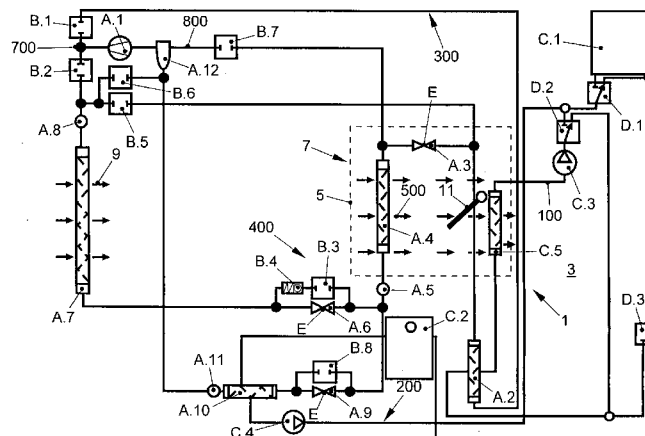 B.1
A.1
B.7
C.1
700
800
300
B.2
A.12
B.6
D.2
D.1
A.8
B.5
E
7
A.3
C.3
9
5
500
11
100
400
A.4
C.5
3
B.3
B.4
A.5
1
D.3
A.7
E
A.6
C.2
B.8
A.11
A.2
A.10
E
A.9
200
C.4